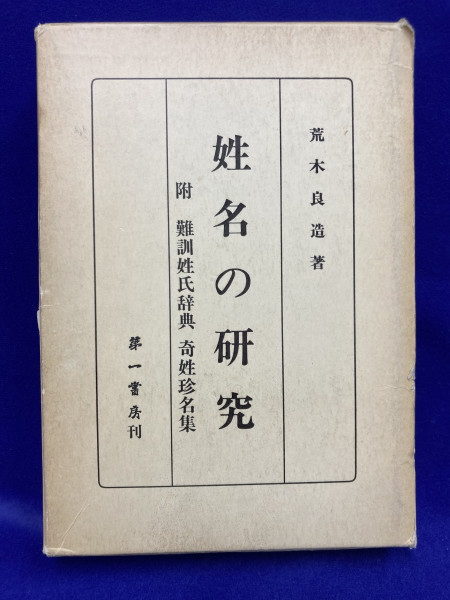 荒木良造著
姓名の研究
附 難訓姓氏辞典 奇姓珍名集
第一書房刊